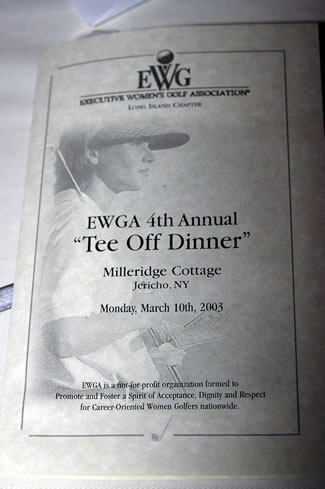 EWG
EXECUTIVE WOMEN'S GOLF ASSOCIATION®
LONG ISLAND CHAPTER
EWGA 4th Annual
“Tee Off Dinner”
Milleridge Cottage
Jericho, NY
Monday, March 10th, 2003
EWGA is a not-for-profit organization formed to
Promote and Foster a Spirit of Acceptance, Dignity and Respect
for Career-Oriented Women Golfers nationwide.